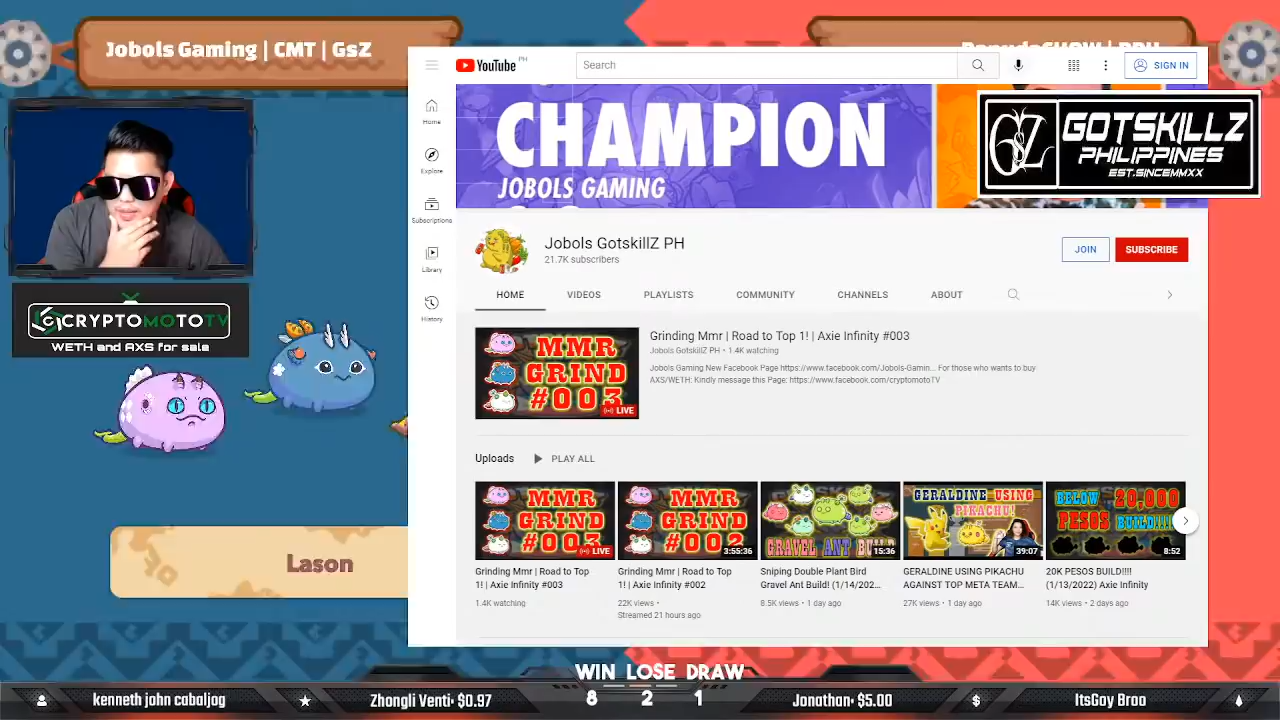 Jobols Gaming | CMT | GsZ
YouTube PH
Search
SIGN IN
Home
Explore
Subscriptions
Library
History
CHAMPION
JOBOLS GAMING
GSZ
GOTSKILLZ
PHILIPPINES
EST.SINCEMMXX
CRYPTOMOTOTV
WETH and AXS for sale
Jobols GotskillZ PH
21.7K subscribers
JOIN
SUBSCRIBE
HOME
VIDEOS
PLAYLISTS
COMMUNITY
CHANNELS
ABOUT
MMR
GRIND
#003
LIVE
Grinding Mmr | Road to Top 1! | Axie Infinity #003
Jobols GotskillZ PH • 1.4K watching
Jobols Gaming New Facebook Page https://www.facebook.com/Jobols-Gamin... For those who wants to buy
AXS/WETH: Kindly message this Page: https://www.facebook.com/cryptomotoTV
Uploads
PLAY ALL
MMR
GRIND
#003
LIVE
Grinding Mmr | Road to Top
1! | Axie Infinity #003
1.4K watching
MMR
GRIND
#002
3:55:36
Grinding Mmr | Road to Top
1! | Axie Infinity #002
22K views •
Streamed 21 hours ago
GRAVEL ANT BUILD
15:36
Sniping Double Plant Bird
Gravel Ant Build! (1/14/202...
8.5K views • 1 day ago
GERALDINE USING
PIKACHU!
39:07
GERALDINE USING PIKACHU
AGAINST TOP META TEAM...
27K views • 1 day ago
BELOW 20,000
PESOS BUILD!!!!
8:52
20K PESOS BUILD!!!!
(1/13/2022) Axie Infinity
14K views • 2 days ago
Lason
WIN LOSE DRAW
8 2 1
kenneth john cabaljog
Zhongli Venti: $0.97
Jonathan: $5.00
ItsGoy Broo